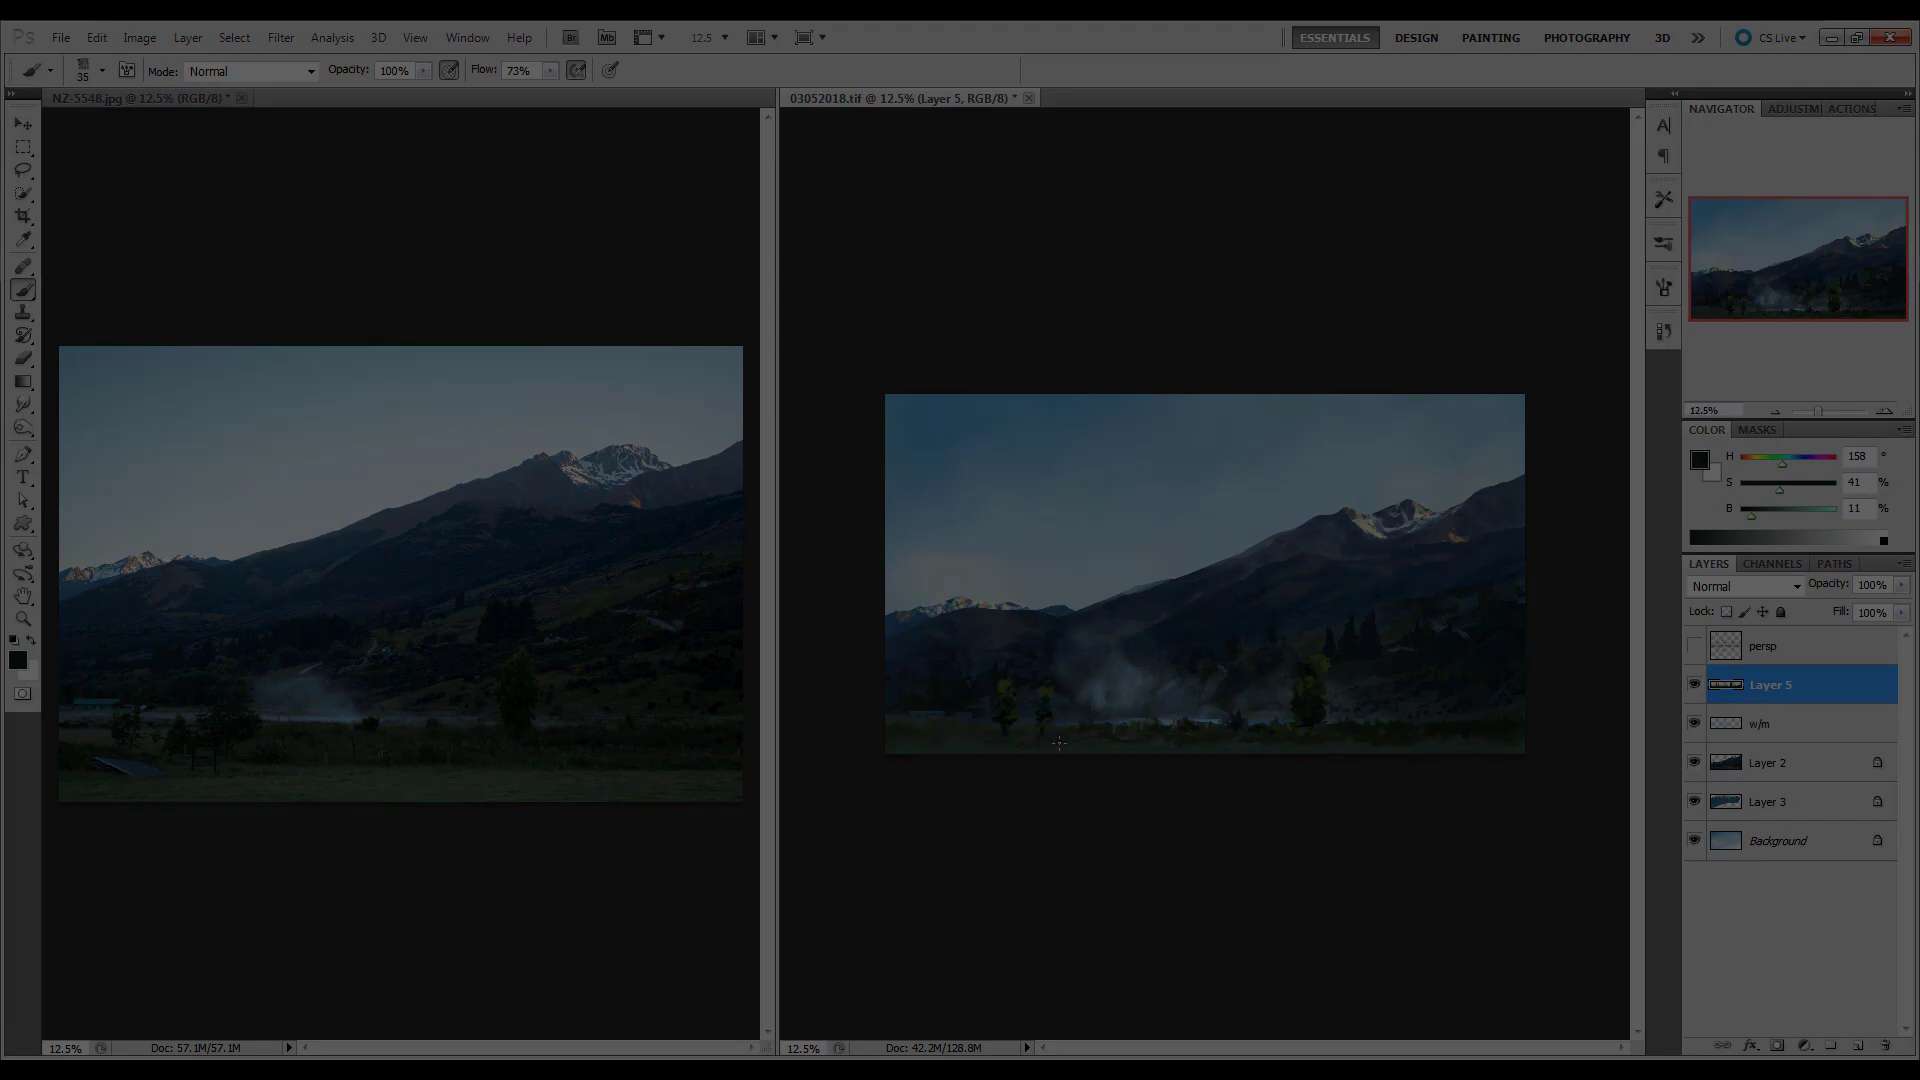 Ps File Edit Image Layer Select Filter Analysis 3D View Window Help Br Mb 12.5 ESSENTIALS DESIGN PAINTING PHOTOGRAPHY 3D CS Live
35 Mode: Normal Opacity: 100% Flow: 73%
NZ-5548.jpg @ 12.5% (RGB/8) * 03052018.tif @ 12.5% (Layer 5, RGB/8) *
NAVIGATOR ADJUSTM ACTIONS
12.5%
COLOR MASKS
H 158 °
S 41 %
B 11 %
LAYERS CHANNELS PATHS
Normal Opacity: 100%
Lock: Fill: 100%
persp
Layer 5
w/m
Layer 2
Layer 3
Background
12.5% Doc: 57.1M/57.1M 12.5% Doc: 42.2M/128.8M